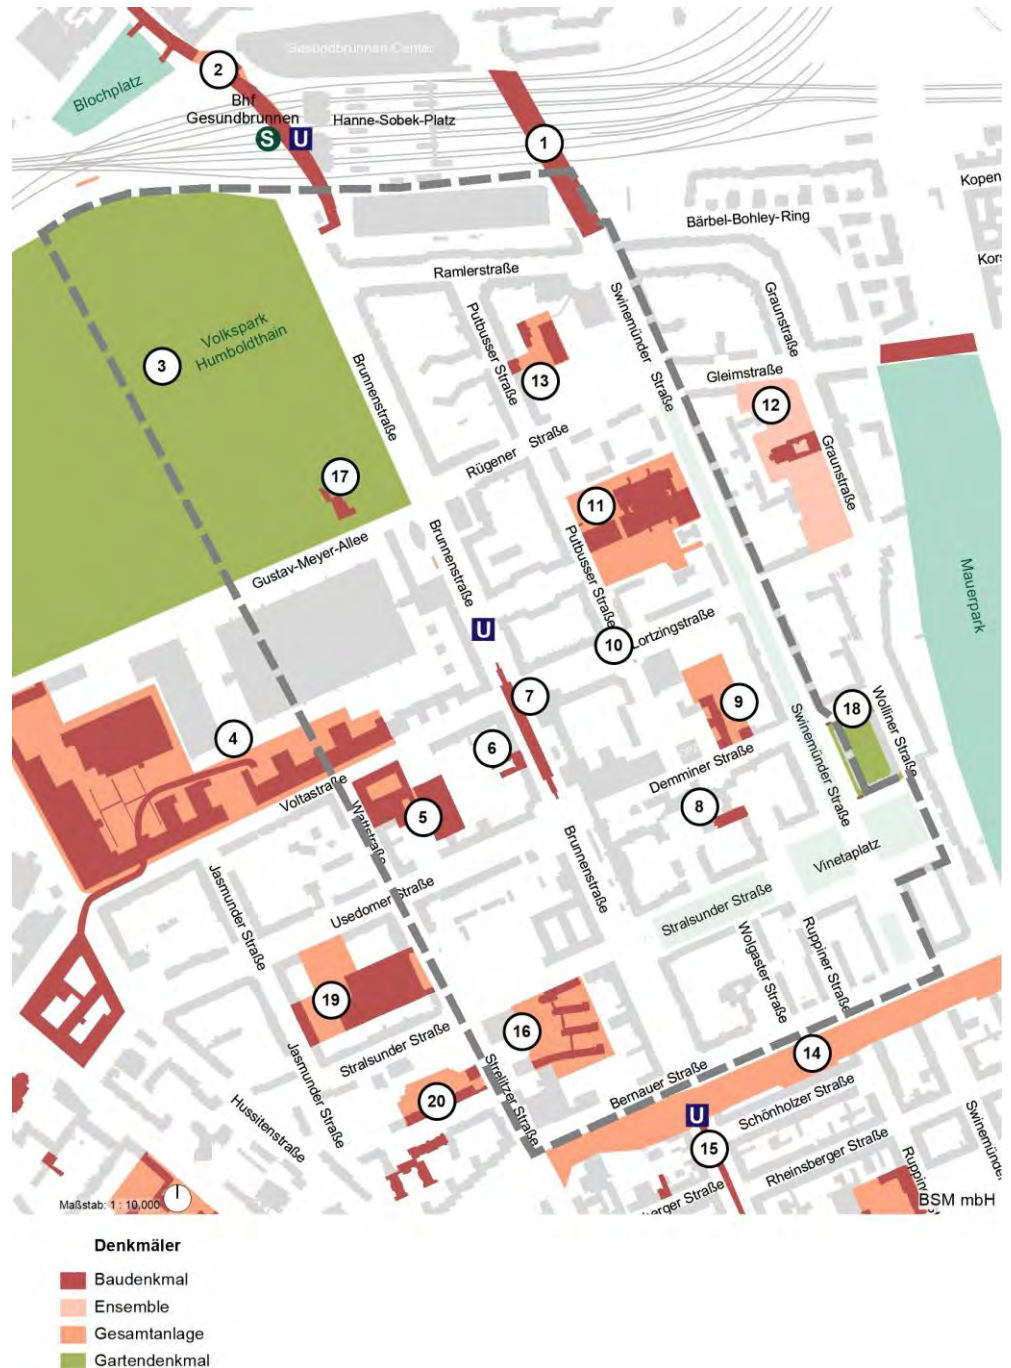 Gesundbrunnen Center
2
Blochplatz
Bhf
Gesundbrunnen
S
U
Hanne-Sobek-Platz
1
Kopen
Bärbel-Bohley-Ring
Kors
Ramlerstraße
Putbusser Straße
Swinemünder Straße
Graunstraße
Volkspark
Humboldthain
3
Brunnenstraße
13
Gleimstraße
12
Rügener Straße
Graunstraße
17
11
Brunnenstraße
Gustav-Meyer-Allee
Putbusser Straße
Mauerpark
U
10
Lortzingstraße
7
9
18
Wolliner Straße
4
6
Swinemünder Straße
Demminer Straße
Voltastraße
8
5
Wattstraße
Vinetaplatz
Brunnenstraße
Jasmunder Straße
Usedomer Straße
Stralsunder Straße
Wolgaster Straße
Ruppiner Straße
19
16
Stralsunder Straße
Jasmunder Straße
14
Strelitzer Straße
Bernauer Straße
20
Hussitenstraße
U
Schönholzer Straße
15
Rheinsberger Straße
Swinemünder
Ruppiner
berger Straße
Maßstab: 1 : 10.000
BSM mbH
Denkmäler
Baudenkmal
Ensemble
Gesamtanlage
Gartendenkmal